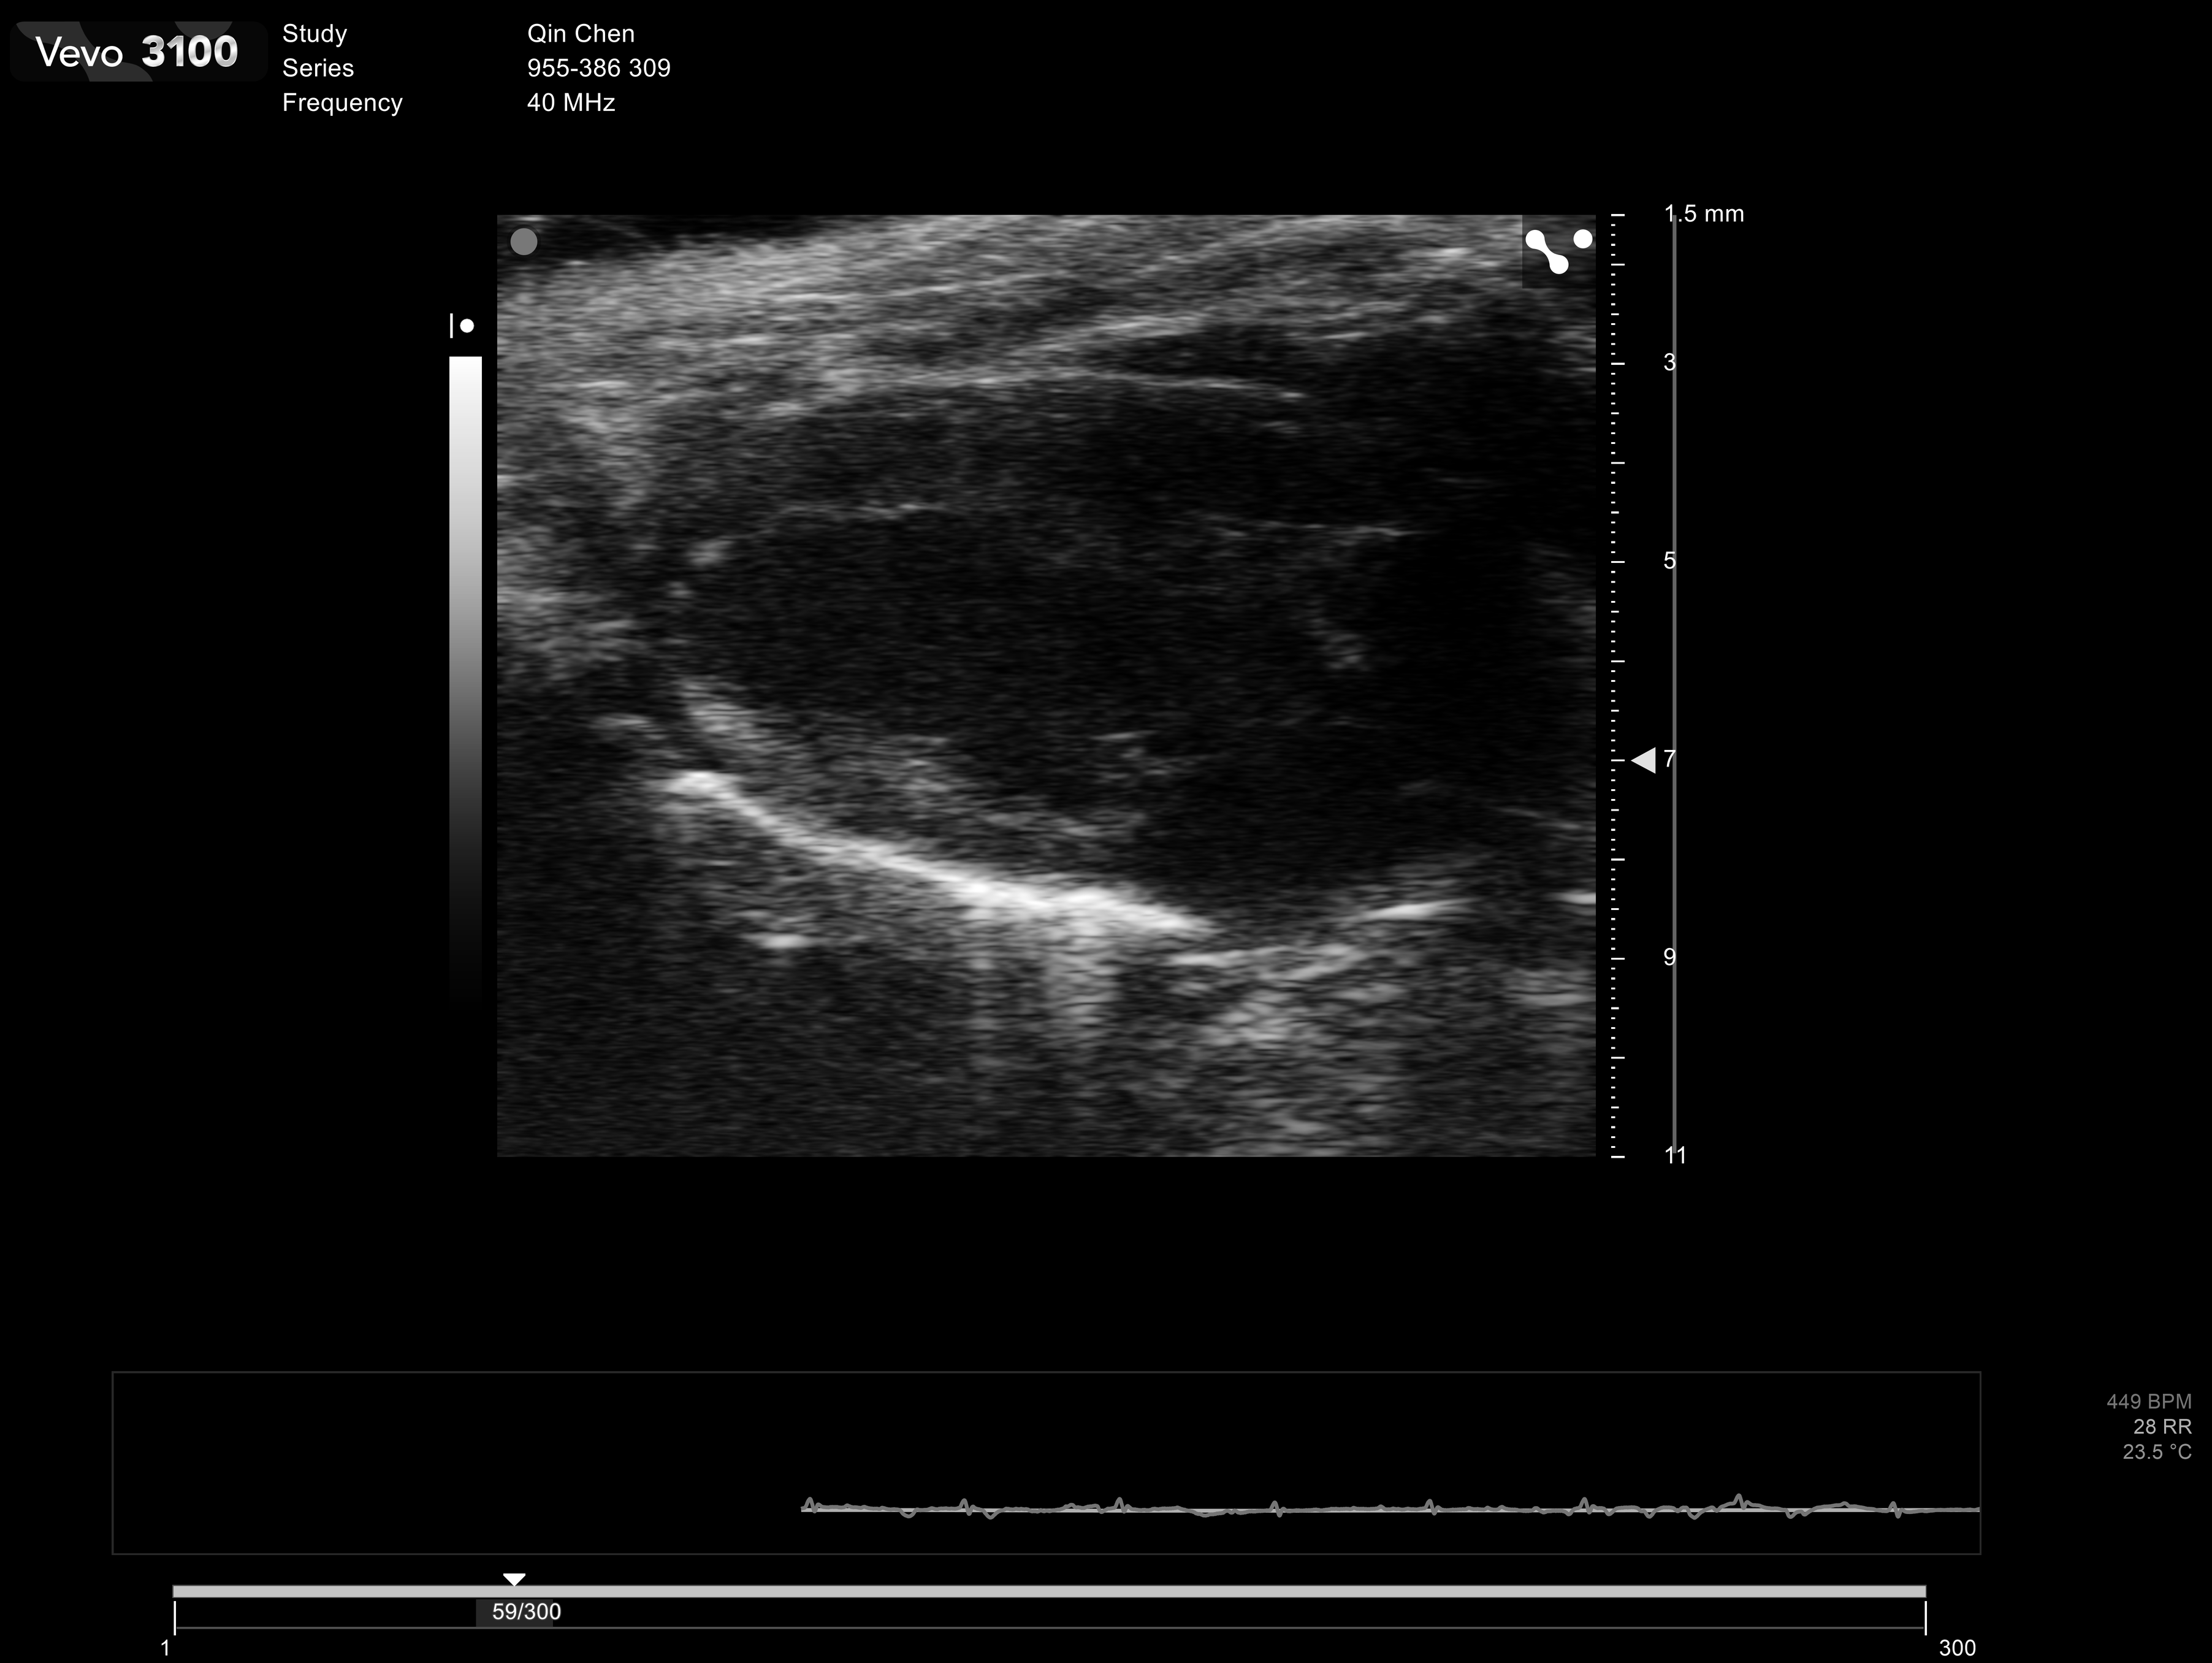 Vevo 3100
Study Qin Chen
Series 955-386 309
Frequency 40 MHz
1.5 mm
3
5
7
9
11
449 BPM
28 RR
23.5 °C
59/300
1
300